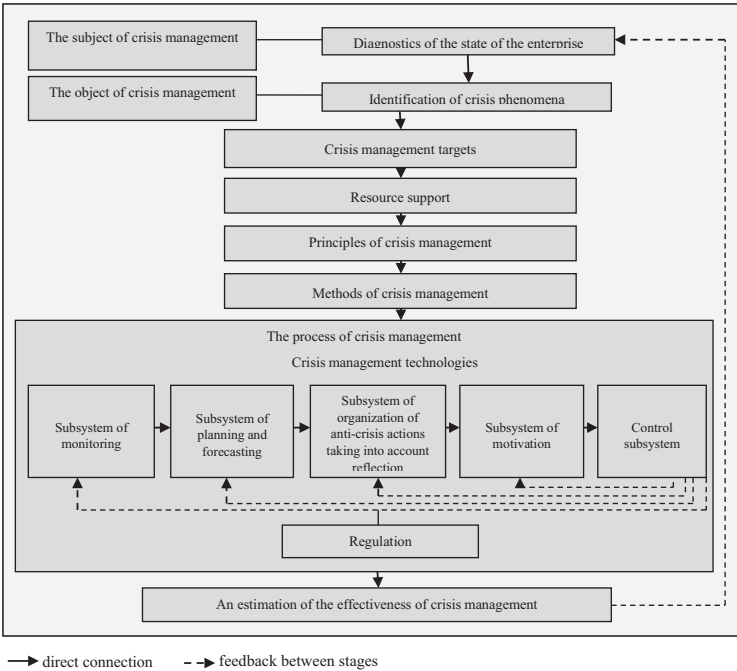 The subject of crisis management
Diagnostics of the state of the enterprise
The object of crisis management
Identification of crisis phenomena
Crisis management targets
Resource support
Principles of crisis management
Methods of crisis management
The process of crisis management
Crisis management technologies
Subsystem of
monitoring
Subsystem of
planning and
forecasting
Subsystem of
organization of
anti-crisis actions
taking into account
reflection
Subsystem
of motivation
Control
subsystem
Regulation
An estimation of the effectiveness of crisis management
direct connection
feedback between stages